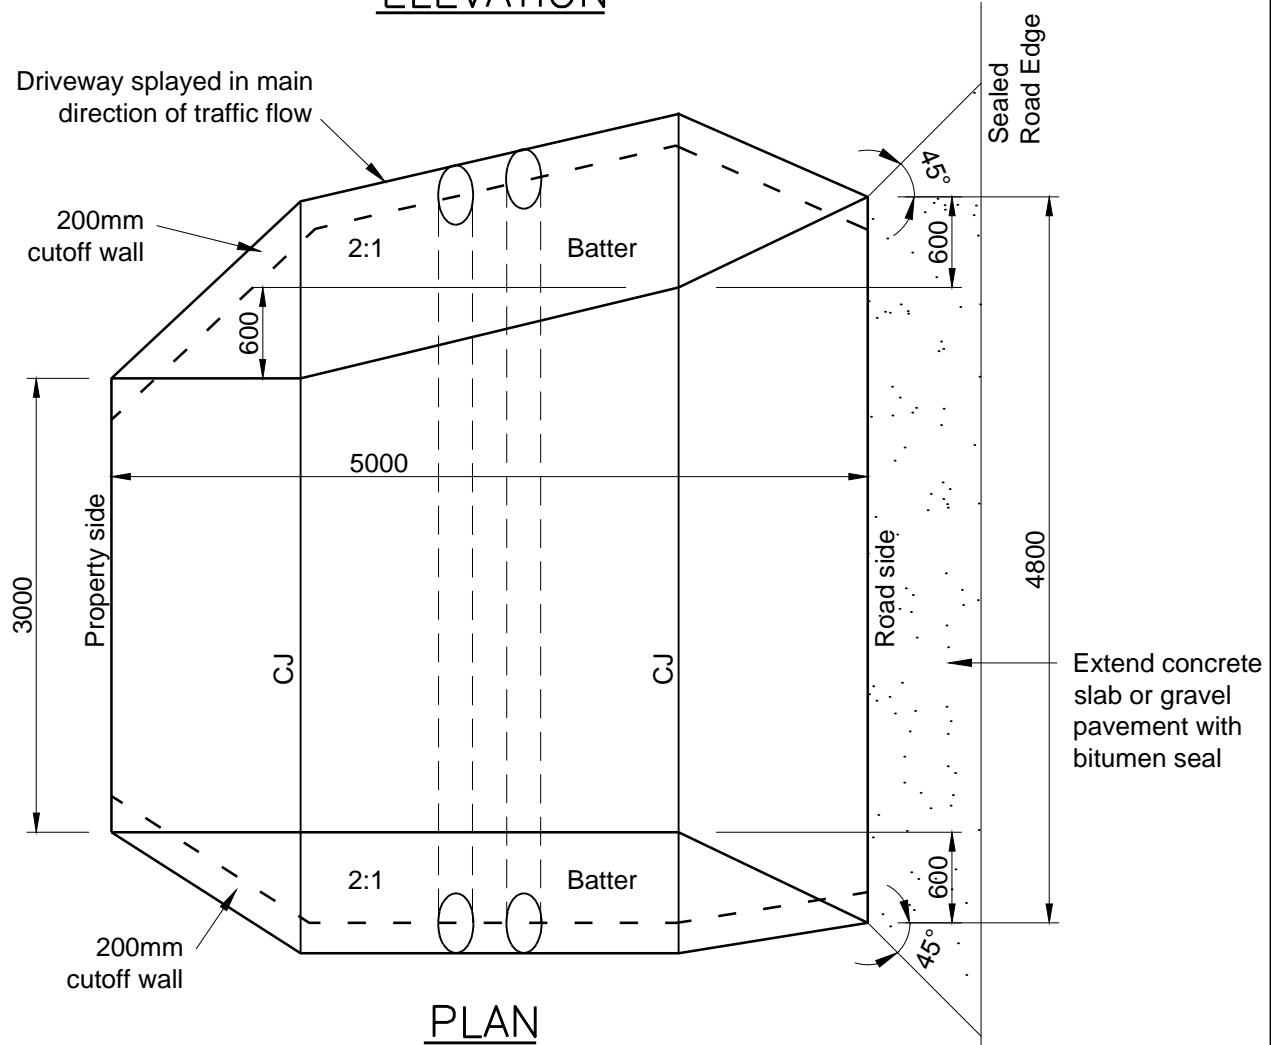 ELEVATION
Driveway splayed in main
direction of traffic flow
Sealed
Road Edge
45°
200mm
cutoff wall
2:1
Batter
600
600
5000
Property side
3000
CJ
CJ
Road side
4800
Extend concrete
slab or gravel
pavement with
bitumen seal
2:1
Batter
600
45°
200mm
cutoff wall
PLAN